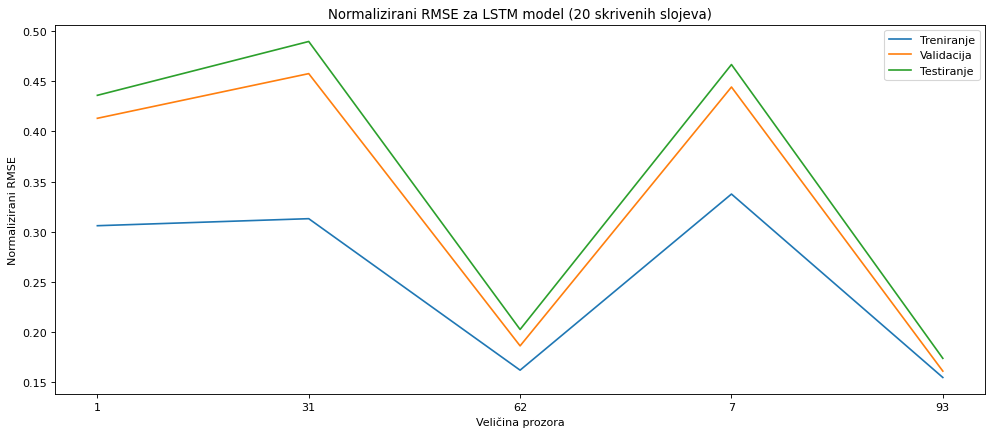 Normalizirani RMSE za LSTM model (20 skrivenih slojeva)
Treniranje
Validacija
Testiranje
Normalizirani RMSE
0.50
0.45
0.40
0.35
0.30
0.25
0.20
0.15
1
31
62
7
93
Veličina prozora